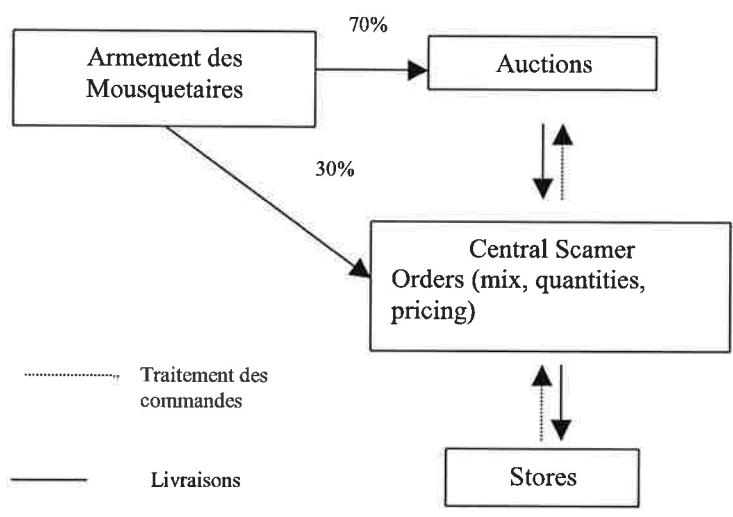 70%
Armement des
Mousquetaires
Auctions
30%
Central Scamer
Orders (mix, quantities,
pricing)
Traitement des
commandes
Livraisons
Stores